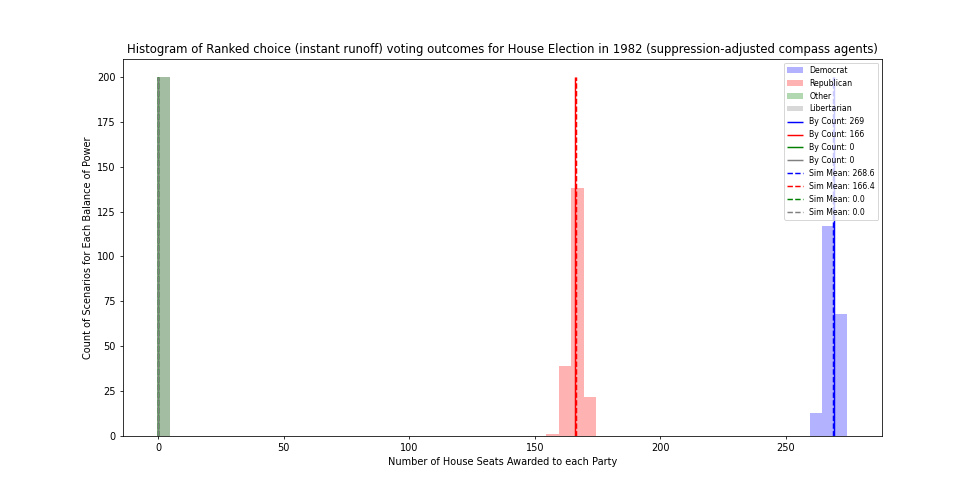 Histogram of Ranked choice (instant runoff) voting outcomes for House Election in 1982 (suppression-adjusted compass agents)
Count of Scenarios for Each Balance of Power
200
175
150
125
100
75
50
25
0
Democrat
Republican
Other
Libertarian
By Count: 269
By Count: 166
By Count: 0
By Count: 0
Sim Mean: 268.6
Sim Mean: 166.4
Sim Mean: 0.0
Sim Mean: 0.0
0
50
100
150
200
250
Number of House Seats Awarded to each Party